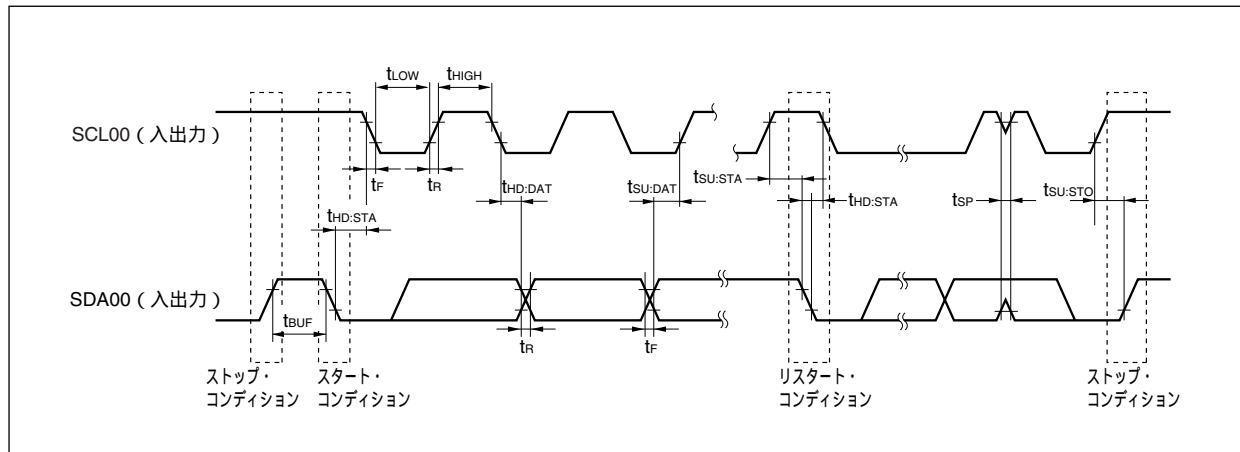 tLOW tHIGH
SCL00（入出力）
tF tR tHD:DAT tSU:DAT tSU:STA tHD:STA tSP tSU:STO
tHD:STA
SDA00（入出力）
tBUF
tR tF
ストップ・
コンディション
スタート・
コンディション
リスタート・
コンディション
ストップ・
コンディション